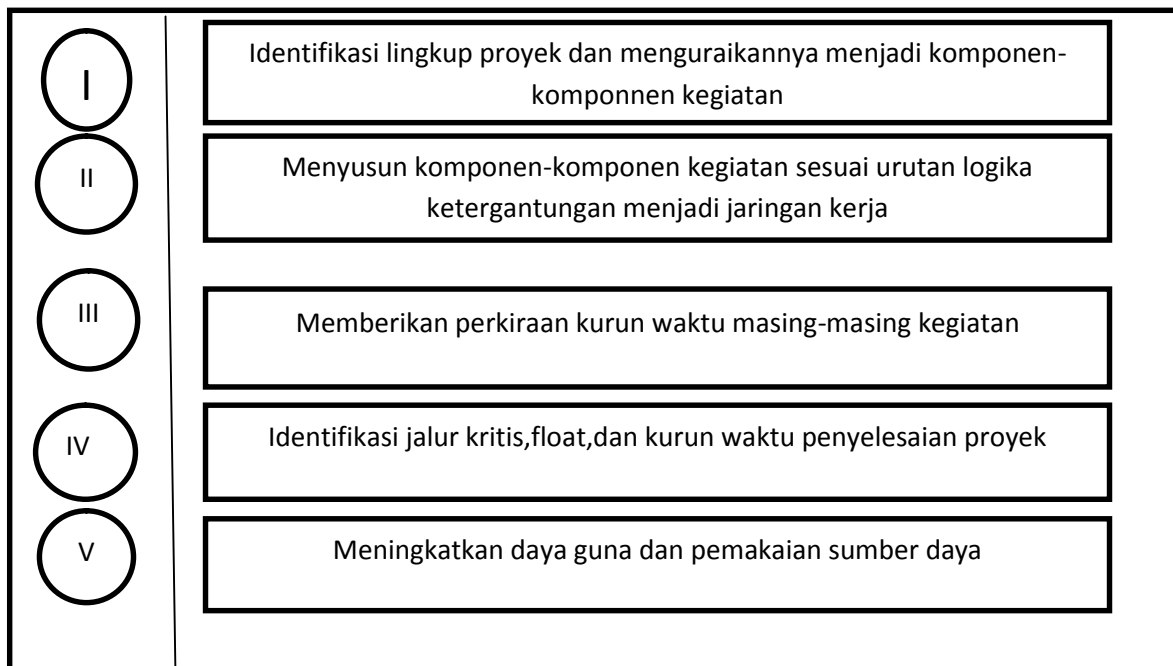 I
Identifikasi lingkup proyek dan menguraikannya menjadi komponen-
komponnen kegiatan
II
Menyusun komponen-komponen kegiatan sesuai urutan logika
ketergantungan menjadi jaringan kerja
III
Memberikan perkiraan kurun waktu masing-masing kegiatan
IV
Identifikasi jalur kritis,float,dan kurun waktu penyelesaian proyek
V
Meningkatkan daya guna dan pemakaian sumber daya